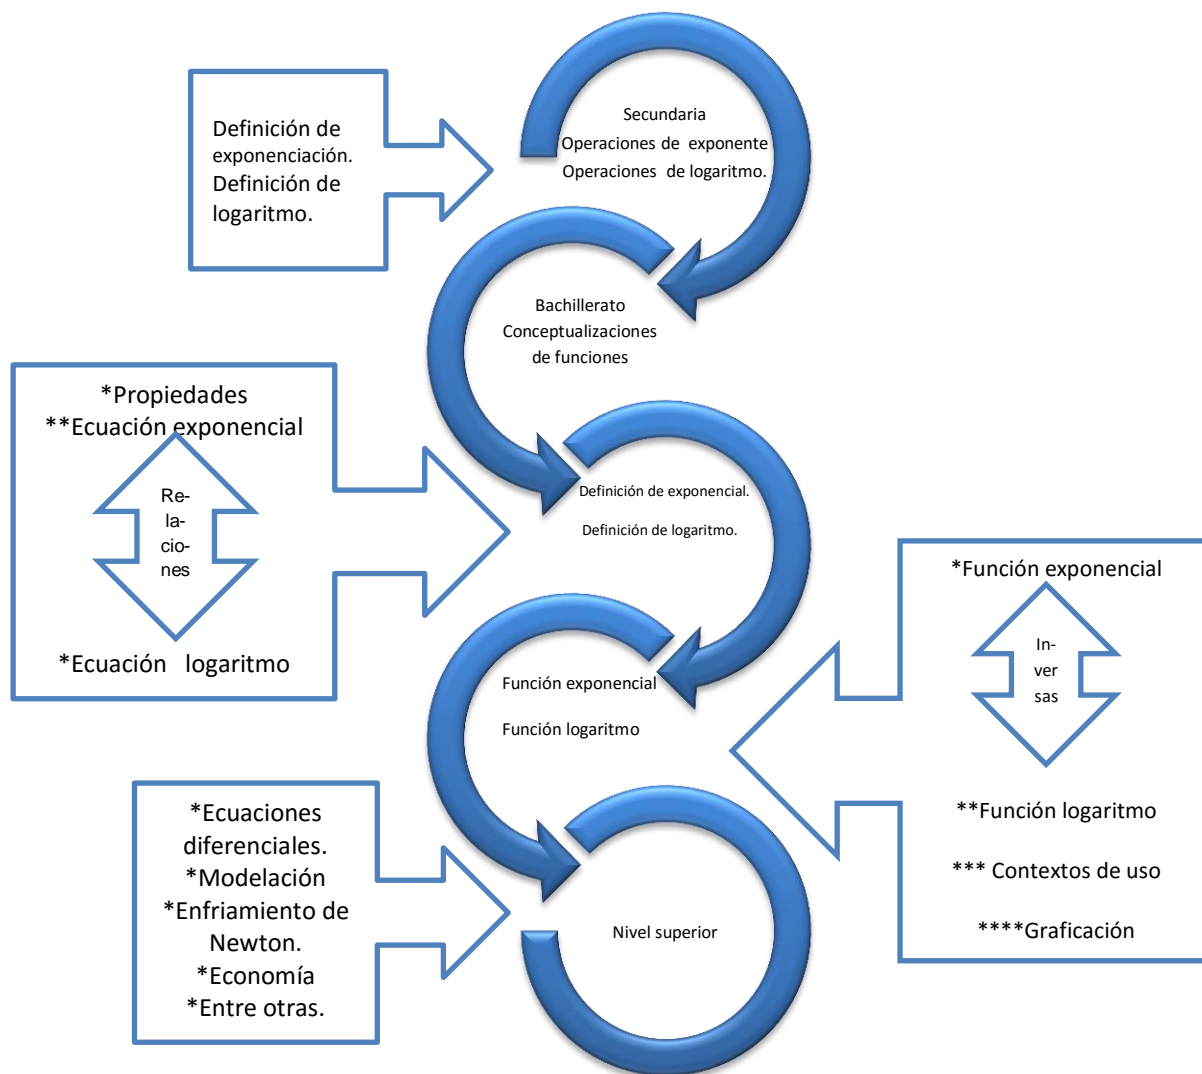 Definición de
exponenciación.
Definición de
logaritmo.
Secundaria
Operaciones de exponente
Operaciones de logaritmo.
Bachillerato
Conceptualizaciones
de funciones
*Propiedades
**Ecuación exponencial
Re-
la-
cio-
nes
*Ecuación logaritmo
Definición de exponencial.
Definición de logaritmo.
*Función exponencial
In-
ver
sas
**Función logaritmo
*** Contextos de uso
****Graficación
Función exponencial
Función logaritmo
*Ecuaciones
diferenciales.
*Modelación
*Enfriamiento de
Newton.
*Economía
*Entre otras.
Nivel superior